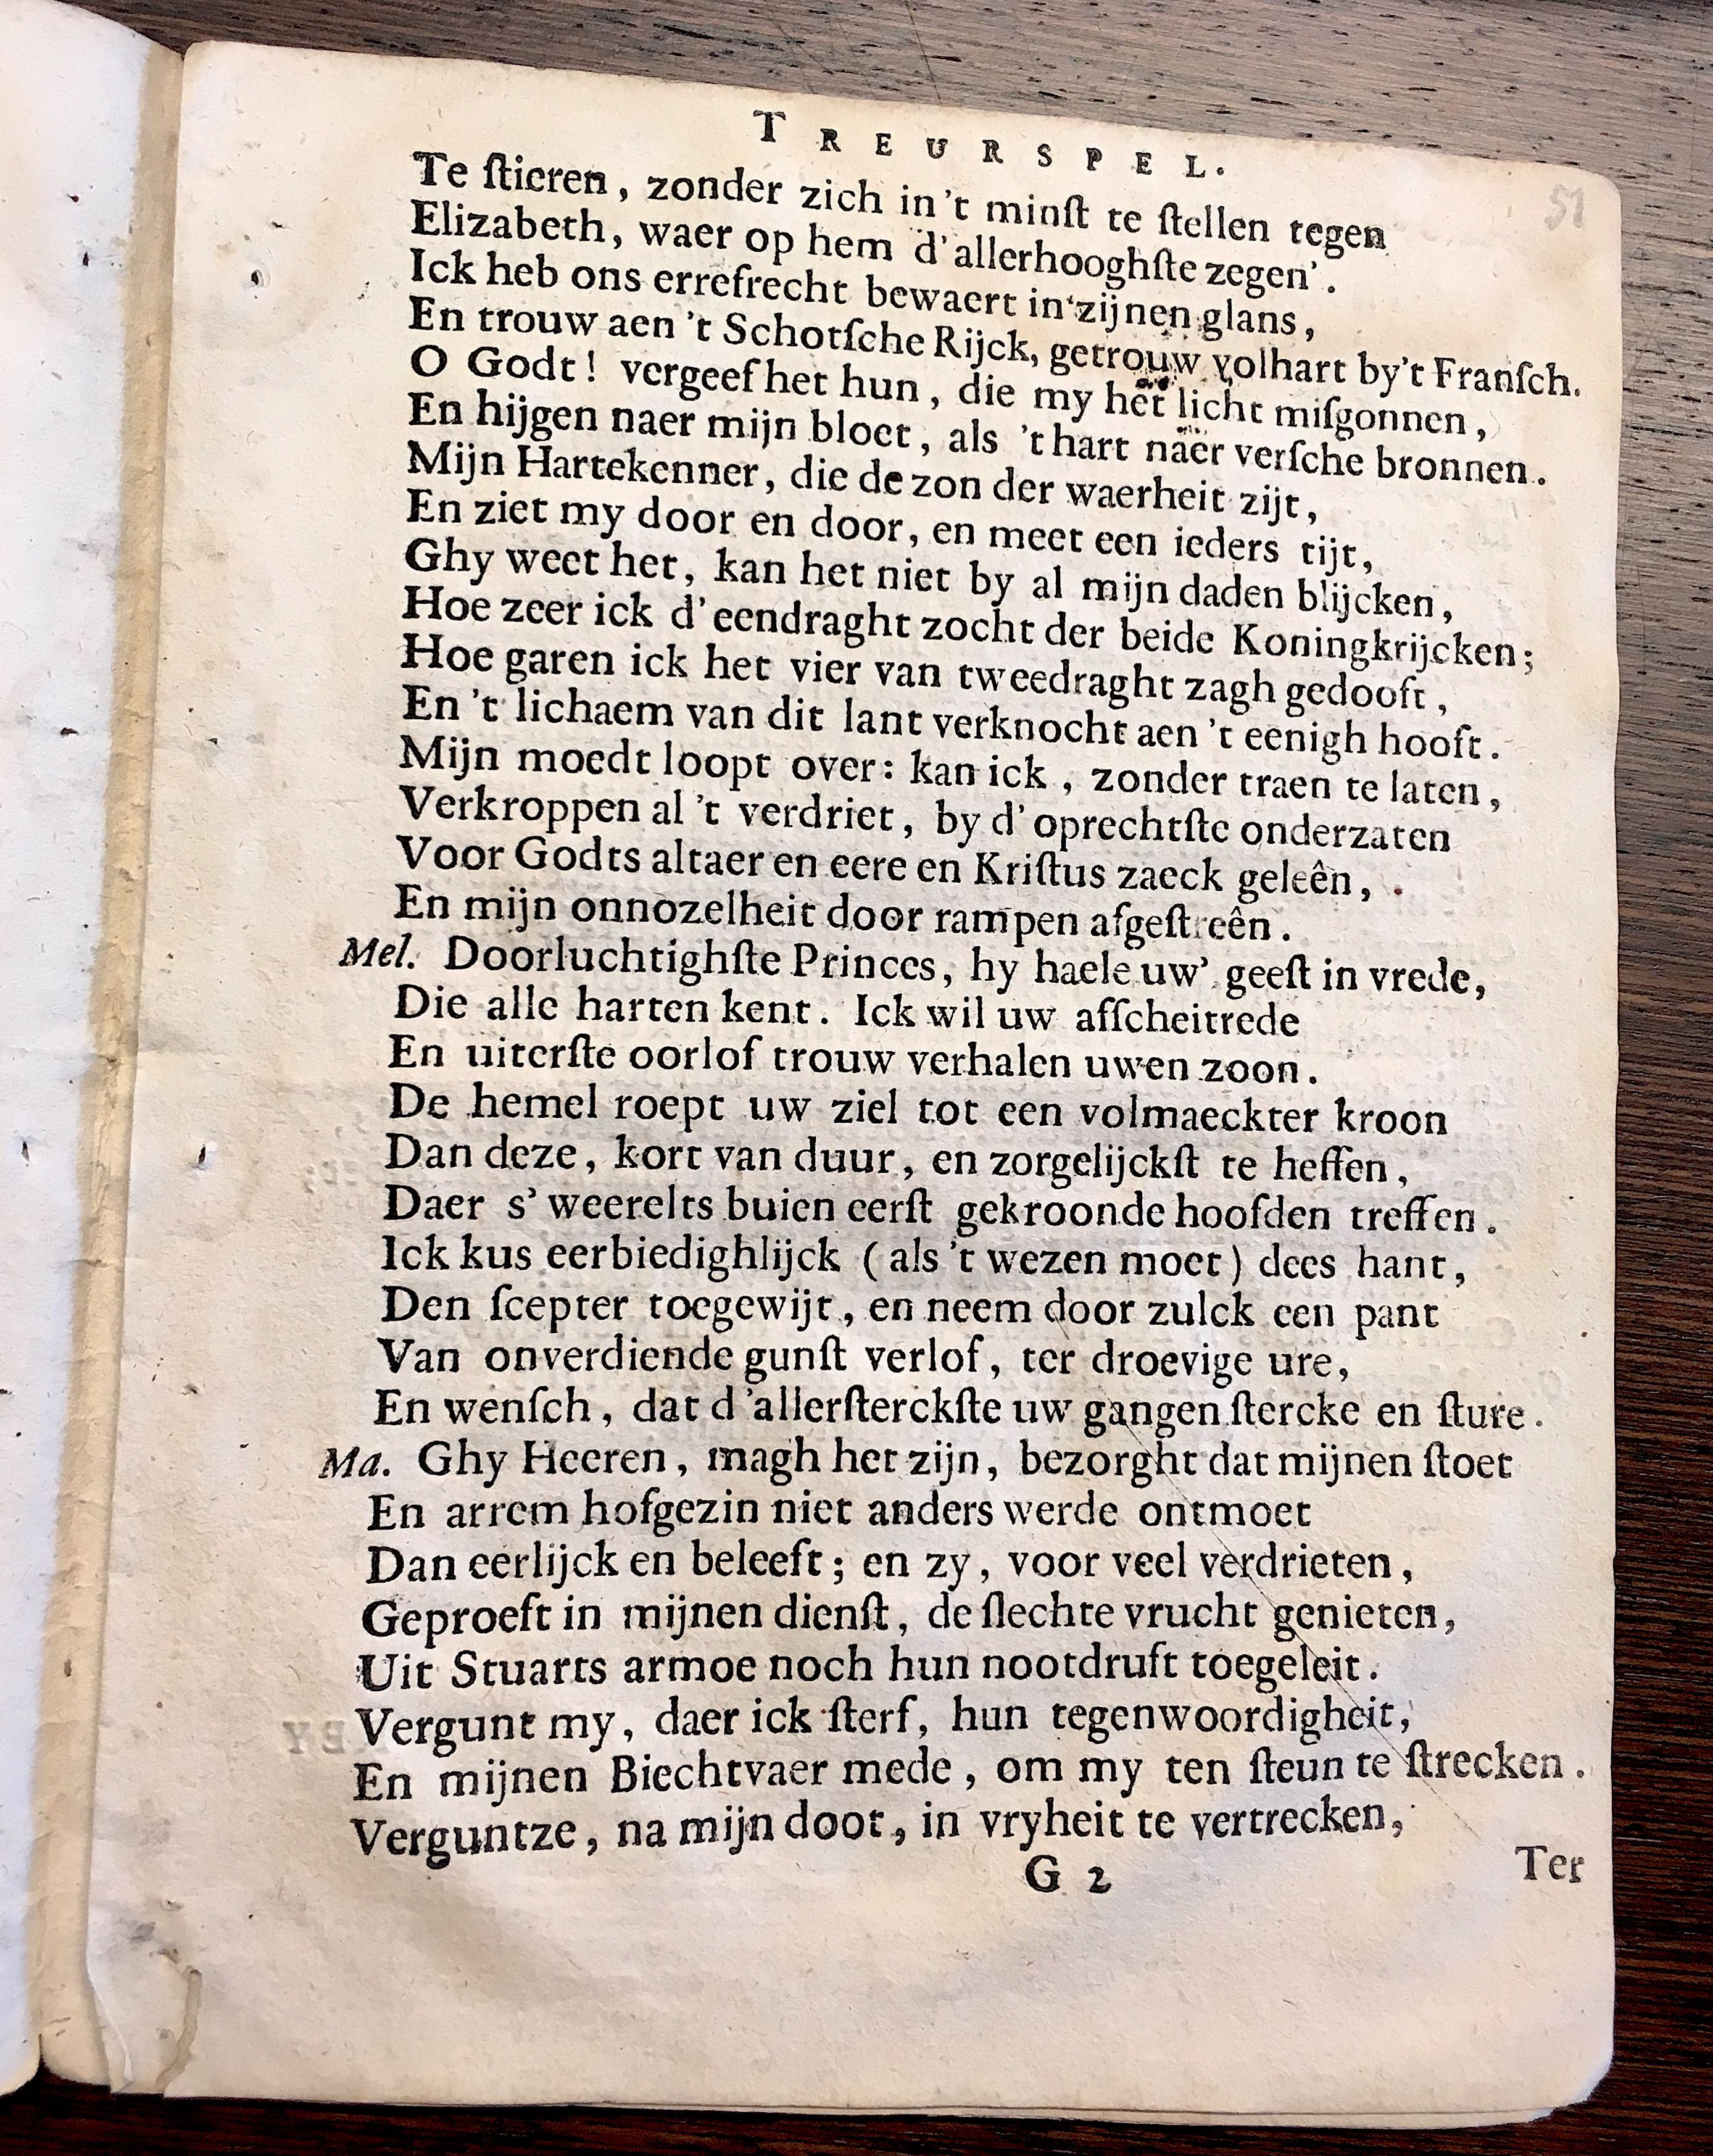 TREURSPEL.
51
Te ſtieren, zonder zich in 't minſt te ſtellen tegen
Elizabeth, waer op hem d'allerhooghſte zegen'.
Ick heb ons errefrecht bewaert in zijnen glans,
En trouw aen 't Schotſche Rijck, getrouw volhart by 't Franſch.
O Godt! vergeef het hun, die my het licht miſgonnen,
En hijgen naer mijn bloet, als 't hart naer verſche bronnen.
Mijn Hartekenner, die de zon der waerheit zijt,
En ziet my door en door, en meet een ieders tijt,
Ghy weet het, kan het niet by al mijn daden blijcken,
Hoe zeer ick d'eendraght zocht der beide Koningkrijcken;
Hoe garen ick het vier van tweedraght zagh gedooft,
En 't lichaem van dit lant verknocht aen 't eenigh hooft.
Mijn moedt loopt over: kan ick, zonder traen te laten,
Verkroppen al 't verdriet, by d'oprechtſte onderzaten
Voor Godts altaer en eere en Kriſtus zaeck geleên,
En mijn onnozelheit door rampen afgeſtreên.
Mel. Doorluchtighſte Princes, hy haele uw' geeſt in vrede,
Die alle harten kent. Ick wil uw afſcheitrede
En uiterſte oorlof trouw verhalen uwen zoon.
De hemel roept uw ziel tot een volmaeckter kroon
Dan deze, kort van duur, en zorgelijckſt te heffen,
Daer s'weerelts buien eerſt gekroonde hoofden treffen.
Ick kus eerbiedighlijck (als 't wezen moet) dees hant,
Den ſcepter toegewijt, en neem door zulck een pant
Van onverdiende gunſt verlof, ter droevige ure,
En wenſch, dat d'allerſterckſte uw gangen ſtercke en ſture.
Ma. Ghy Heeren, magh het zijn, bezorght dat mijnen ſtoet
En arrem hofgezin niet anders werde ontmoet
Dan eerlijck en beleeft; en zy, voor veel verdrieten,
Geproeft in mijnen dienſt, de ſlechte vrucht genieten,
Uit Stuarts armoe noch hun nootdruft toegeleit.
Vergunt my, daer ick ſterf, hun tegenwoordigheit,
En mijnen Biechtvaer mede, om my ten ſteun te ſtrecken.
Verguntze, na mijn doot, in vryheit te vertrecken,
G 2
Ter